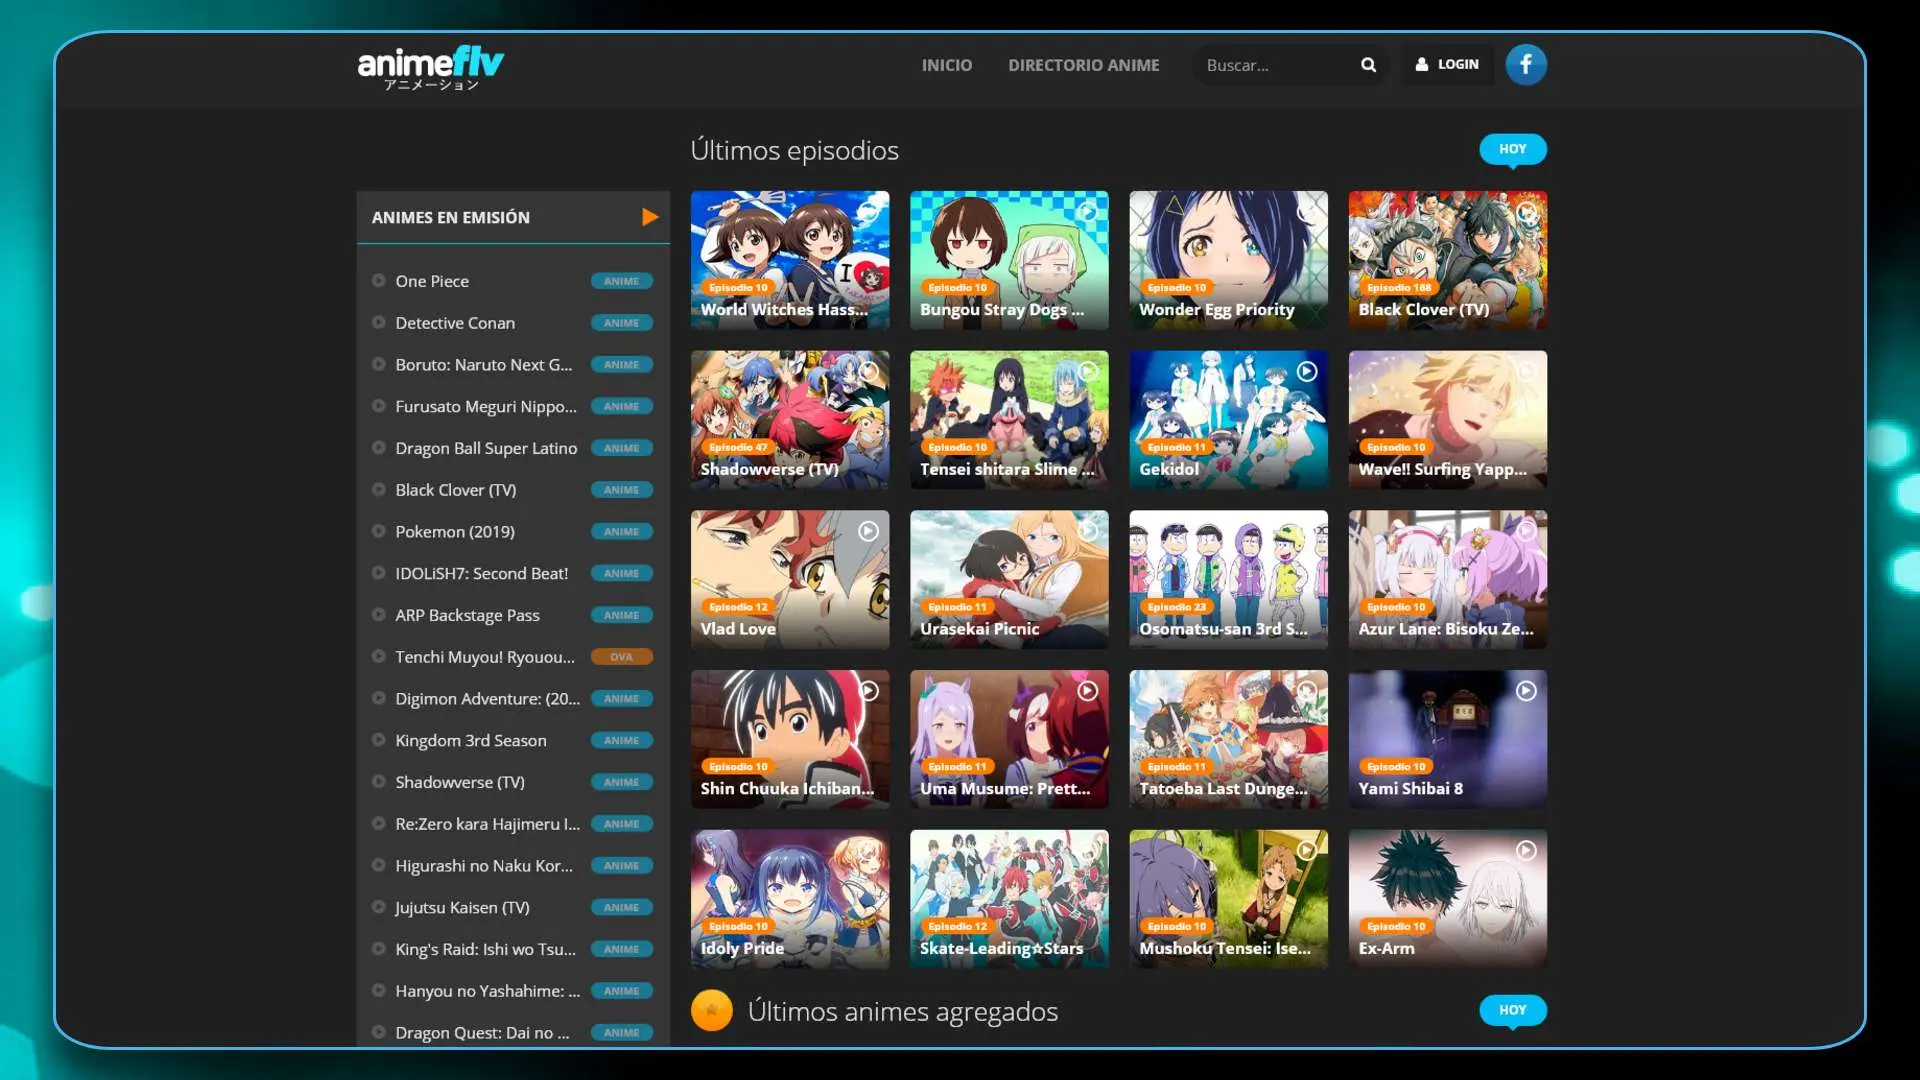 animeflv
アニメーション
INICIO
DIRECTORIO ANIME
Buscar...
LOGIN
f
Últimos episodios
HOY
ANIMES EN EMISIÓN
One Piece ANIME
Detective Conan ANIME
Boruto: Naruto Next G... ANIME
Furusato Meguri Nippo... ANIME
Dragon Ball Super Latino ANIME
Black Clover (TV) ANIME
Pokemon (2019) ANIME
IDOLiSH7: Second Beat! ANIME
ARP Backstage Pass ANIME
Tenchi Muyou! Ryouou... OVA
Digimon Adventure: (20... ANIME
Kingdom 3rd Season ANIME
Shadowverse (TV) ANIME
Re:Zero kara Hajimeru I... ANIME
Higurashi no Naku Kor... ANIME
Jujutsu Kaisen (TV) ANIME
King's Raid: Ishi wo Tsu... ANIME
Hanyou no Yashahime: ... ANIME
Dragon Quest: Dai no ... ANIME
I
Episodio 10
World Witches Hass...
Episodio 10
Bungou Stray Dogs ...
Episodio 10
Wonder Egg Priority
Episodio 168
Black Clover (TV)
Episodio 47
Shadowverse (TV)
Episodio 10
Tensei shitara Slime ...
Episodio 11
Gekidol
Episodio 10
Wave!! Surfing Yapp...
Episodio 12
Vlad Love
Episodio 11
Urasekai Picnic
Episodio 23
Osomatsu-san 3rd S...
Episodio 10
Azur Lane: Bisoku Ze...
Episodio 10
Shin Chuuka Ichiban...
Episodio 11
Uma Musume: Prett...
Episodio 11
Tatoeba Last Dunge...
Episodio 10
Yami Shibai 8
Episodio 10
Idoly Pride
Episodio 12
Skate-Leading☆Stars
Episodio 10
Mushoku Tensei: Ise...
Episodio 10
Ex-Arm
Últimos animes agregados
HOY